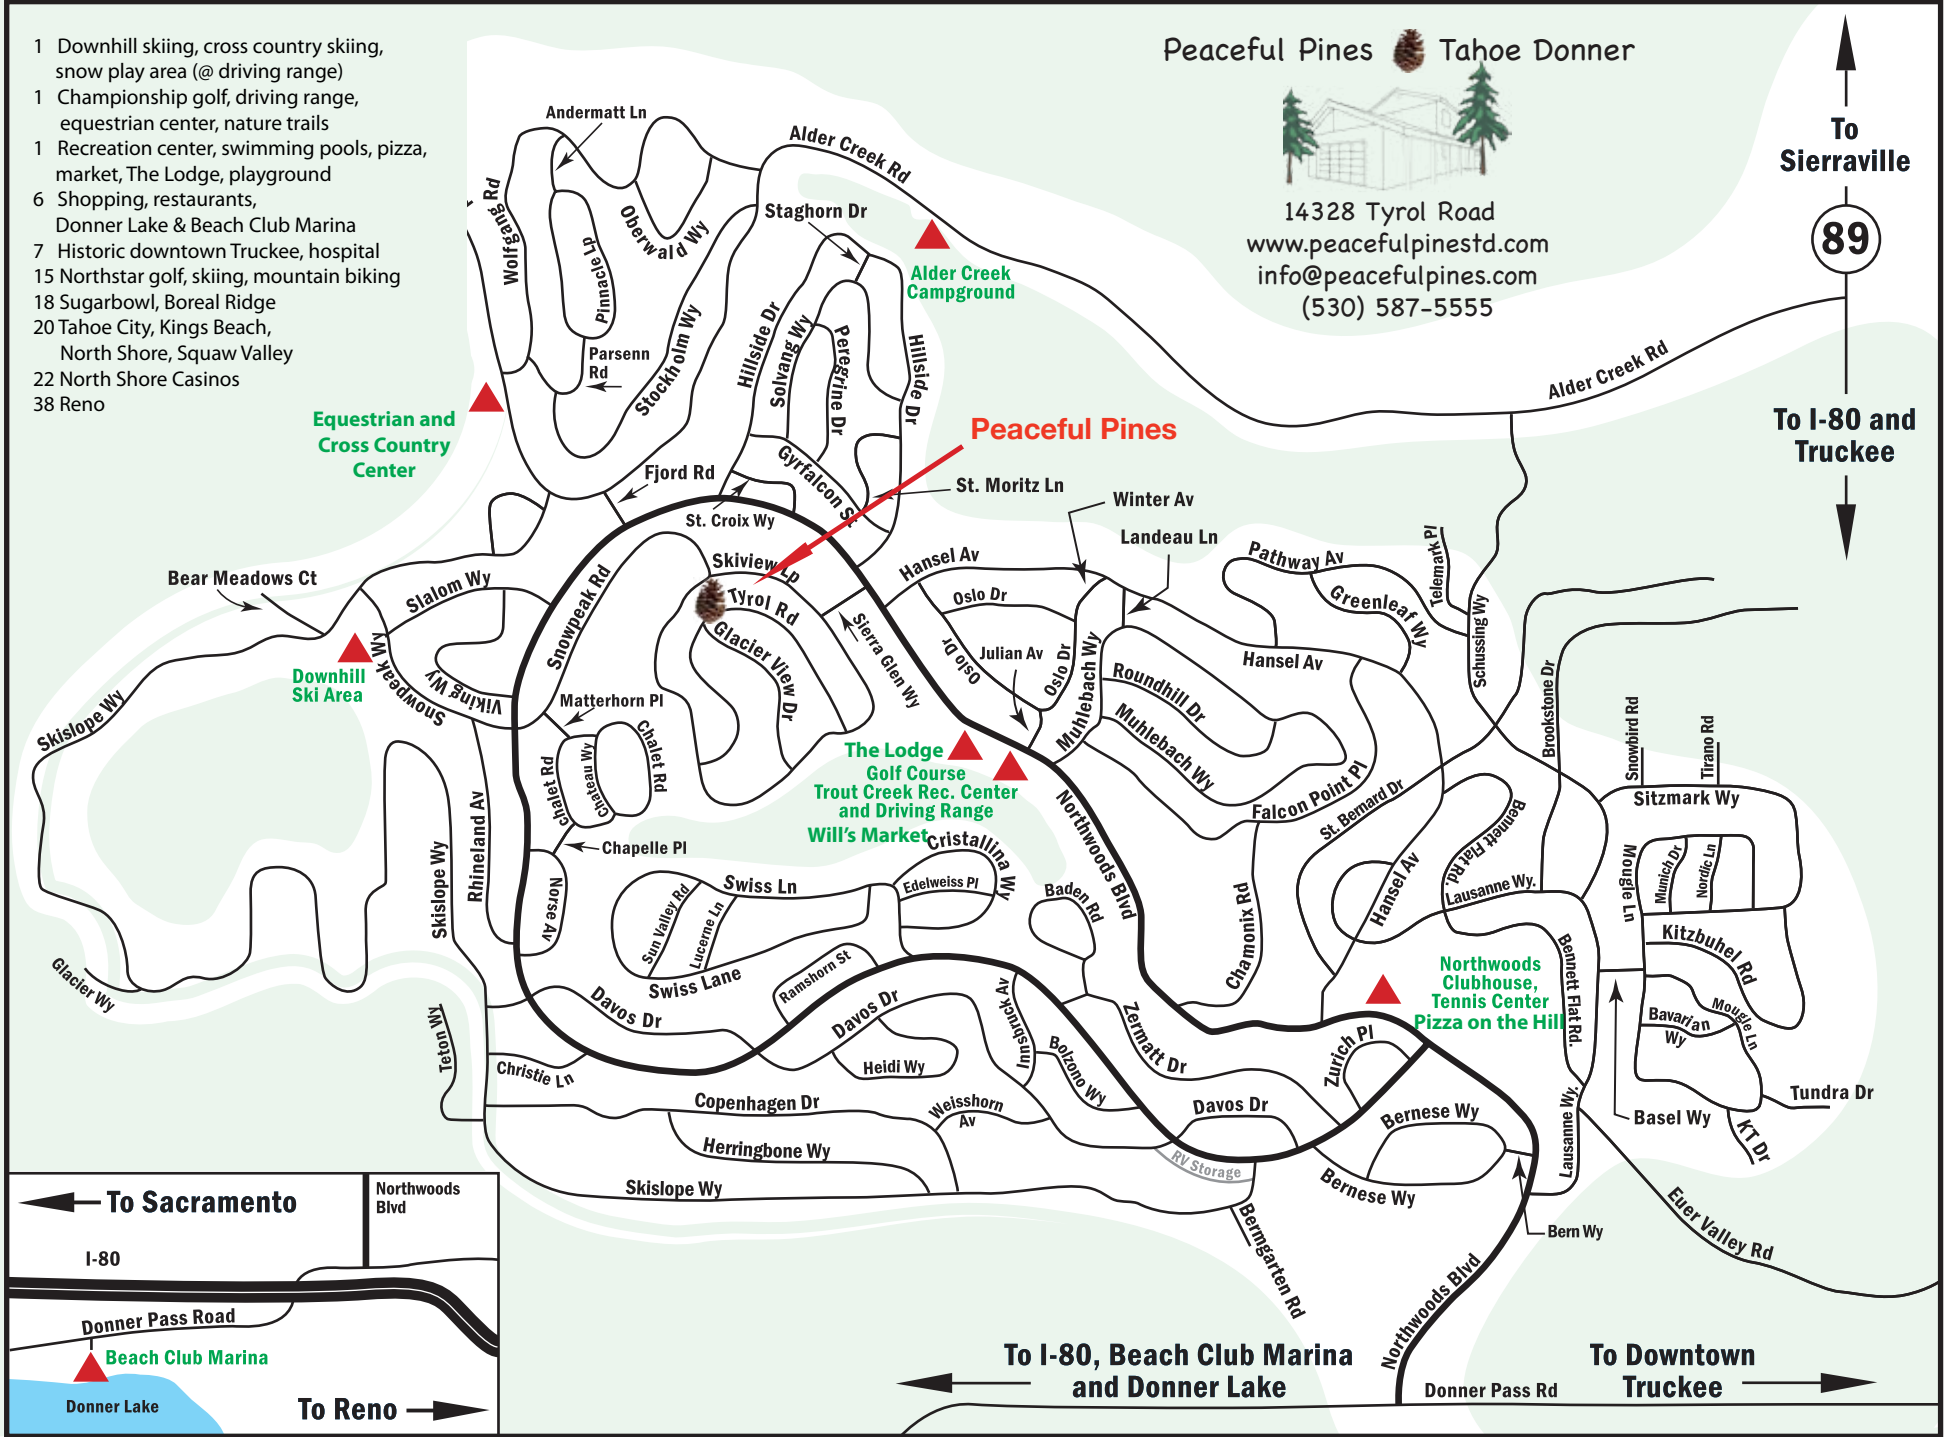 1 Downhill skiing, cross country skiing,
snow play area (@ driving range)
1 Championship golf, driving range,
equestrian center, nature trails
1 Recreation center, swimming pools, pizza,
market, The Lodge, playground
6 Shopping, restaurants,
Donner Lake & Beach Club Marina
7 Historic downtown Truckee, hospital
15 Northstar golf, skiing, mountain biking
18 Sugarbowl, Boreal Ridge
20 Tahoe City, Kings Beach,
North Shore, Squaw Valley
22 North Shore Casinos
38 Reno
Peaceful Pines Tahoe Donner
14328 Tyrol Road
www.peacefulpinestd.com
info@peacefulpines.com
(530) 587-5555
To
Sierraville
89
To I-80 and
Truckee
Andermatt Ln
Wolfgang Rd
Pinnacle Lp
Oberwald Wy
Parsenn
Rd
Stockholm Wy
Alder Creek Rd
Staghorn Dr
Alder Creek
Campground
Hillside Dr
Solvang Wy
Peregrine Dr
Hillside Dr
Alder Creek Rd
Equestrian and
Cross Country
Center
Peaceful Pines
Gyrfalcon St
Fjord Rd
St. Croix Wy
St. Moritz Ln
Winter Av
Landeau Ln
Bear Meadows Ct
Slalom Wy
Snowpeak Rd
Skiview Lp
Tyrol Rd
Glacier View Dr
Sierra Glen Wy
Hansel Av
Oslo Dr
Oslo Dr
Oslo Dr
Julian Av
Muhlebach Wy
Pathway Av
Greenleaf Wy
Telemark Pl
Schussing Wy
Hansel Av
Roundhill Dr
Muhlebach Wy
Brookstone Dr
Snowbird Rd
Tirano Rd
Sitzmark Wy
Downhill
Ski Area
Snowpeak Wy
Viking Wy
Skislope Wy
Matterhorn Pl
Chalet Rd
Chateau Wy
Chalet Rd
Chapelle Pl
The Lodge
Golf Course
Trout Creek Rec. Center
and Driving Range
Will's Market
Northwoods Blvd
Falcon Point Pl
St. Bernard Dr
Bennett Flat Rd.
Hansel Av
Lausanne Wy.
Mougle Ln
Munich Dr
Nordic Ln
Kitzbuhel Rd
Skislope Wy
Rhineland Av
Norse Av
Swiss Ln
Sun Valley Rd
Lucerne Ln
Swiss Lane
Cristallina Wy
Edelweiss Pl
Baden Rd
Chamonix Rd
Northwoods
Clubhouse,
Tennis Center
Pizza on the Hill
Bennett Flat Rd.
Bavarian
Wy
Mougle Ln
Glacier Wy
Teton Wy
Davos Dr
Ramshorn St
Davos Dr
Innsbruck Av
Zermatt Dr
Zurich Pl
Christie Ln
Heidi Wy
Bolzono Wy
Copenhagen Dr
Weisshorn
Av
Davos Dr
Bernese Wy
Lausanne Wy.
Basel Wy
Tundra Dr
KT Dr
Herringbone Wy
RV Storage
Skislope Wy
Bernese Wy
Bermgarten Rd
Bern Wy
Euer Valley Rd
Northwoods Blvd
To Sacramento
Northwoods
Blvd
I-80
Donner Pass Road
Beach Club Marina
Donner Lake
To Reno
To I-80, Beach Club Marina
and Donner Lake
Donner Pass Rd
To Downtown
Truckee